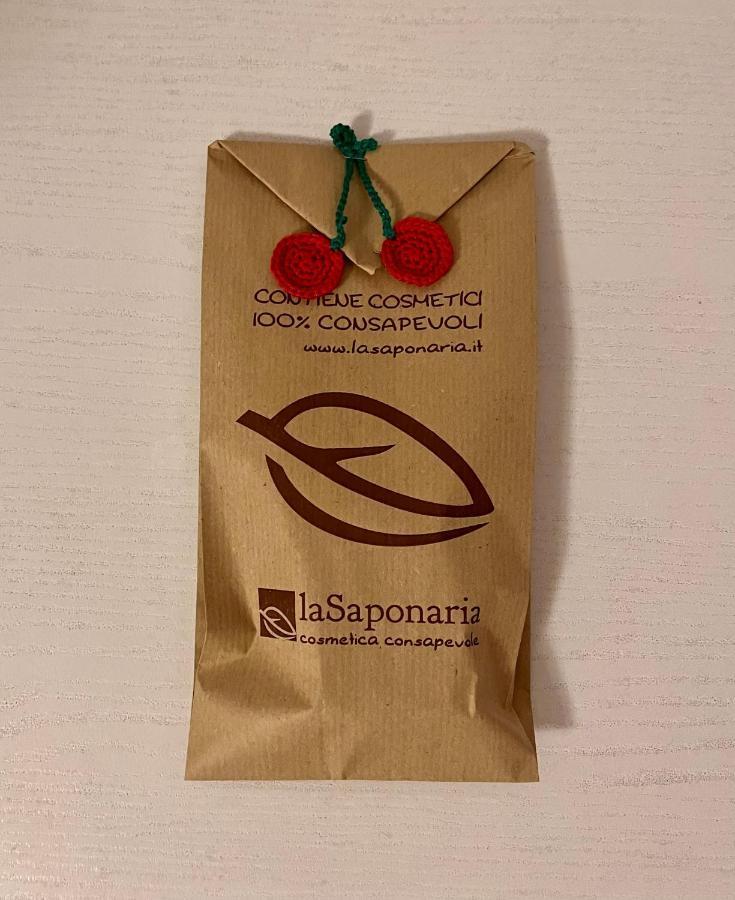 CONTIENE COSMETICI
100% CONSAPEVOLI
www.lasaponaria.it
laSaponaria
cosmetica consapevole